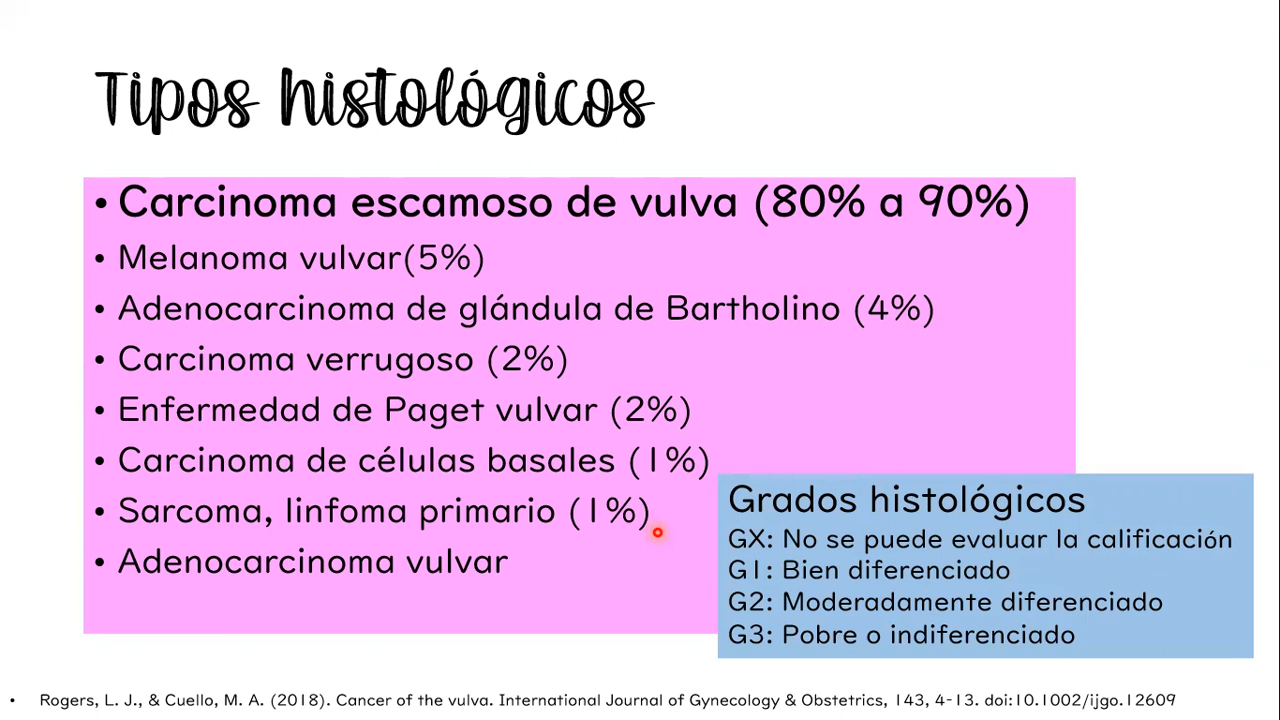 Tipos histológicos
• Carcinoma escamoso de vulva (80% a 90%)
• Melanoma vulvar(5%)
• Adenocarcinoma de glándula de Bartholino (4%)
• Carcinoma verrugoso (2%)
• Enfermedad de Paget vulvar (2%)
• Carcinoma de células basales (1%)
• Sarcoma, linfoma primario (1%)
• Adenocarcinoma vulvar
Grados histológicos
GX: No se puede evaluar la calificación
G1: Bien diferenciado
G2: Moderadamente diferenciado
G3: Pobre o indiferenciado
• Rogers, L. J., & Cuello, M. A. (2018). Cancer of the vulva. International Journal of Gynecology & Obstetrics, 143, 4-13. doi:10.1002/ijgo.12609